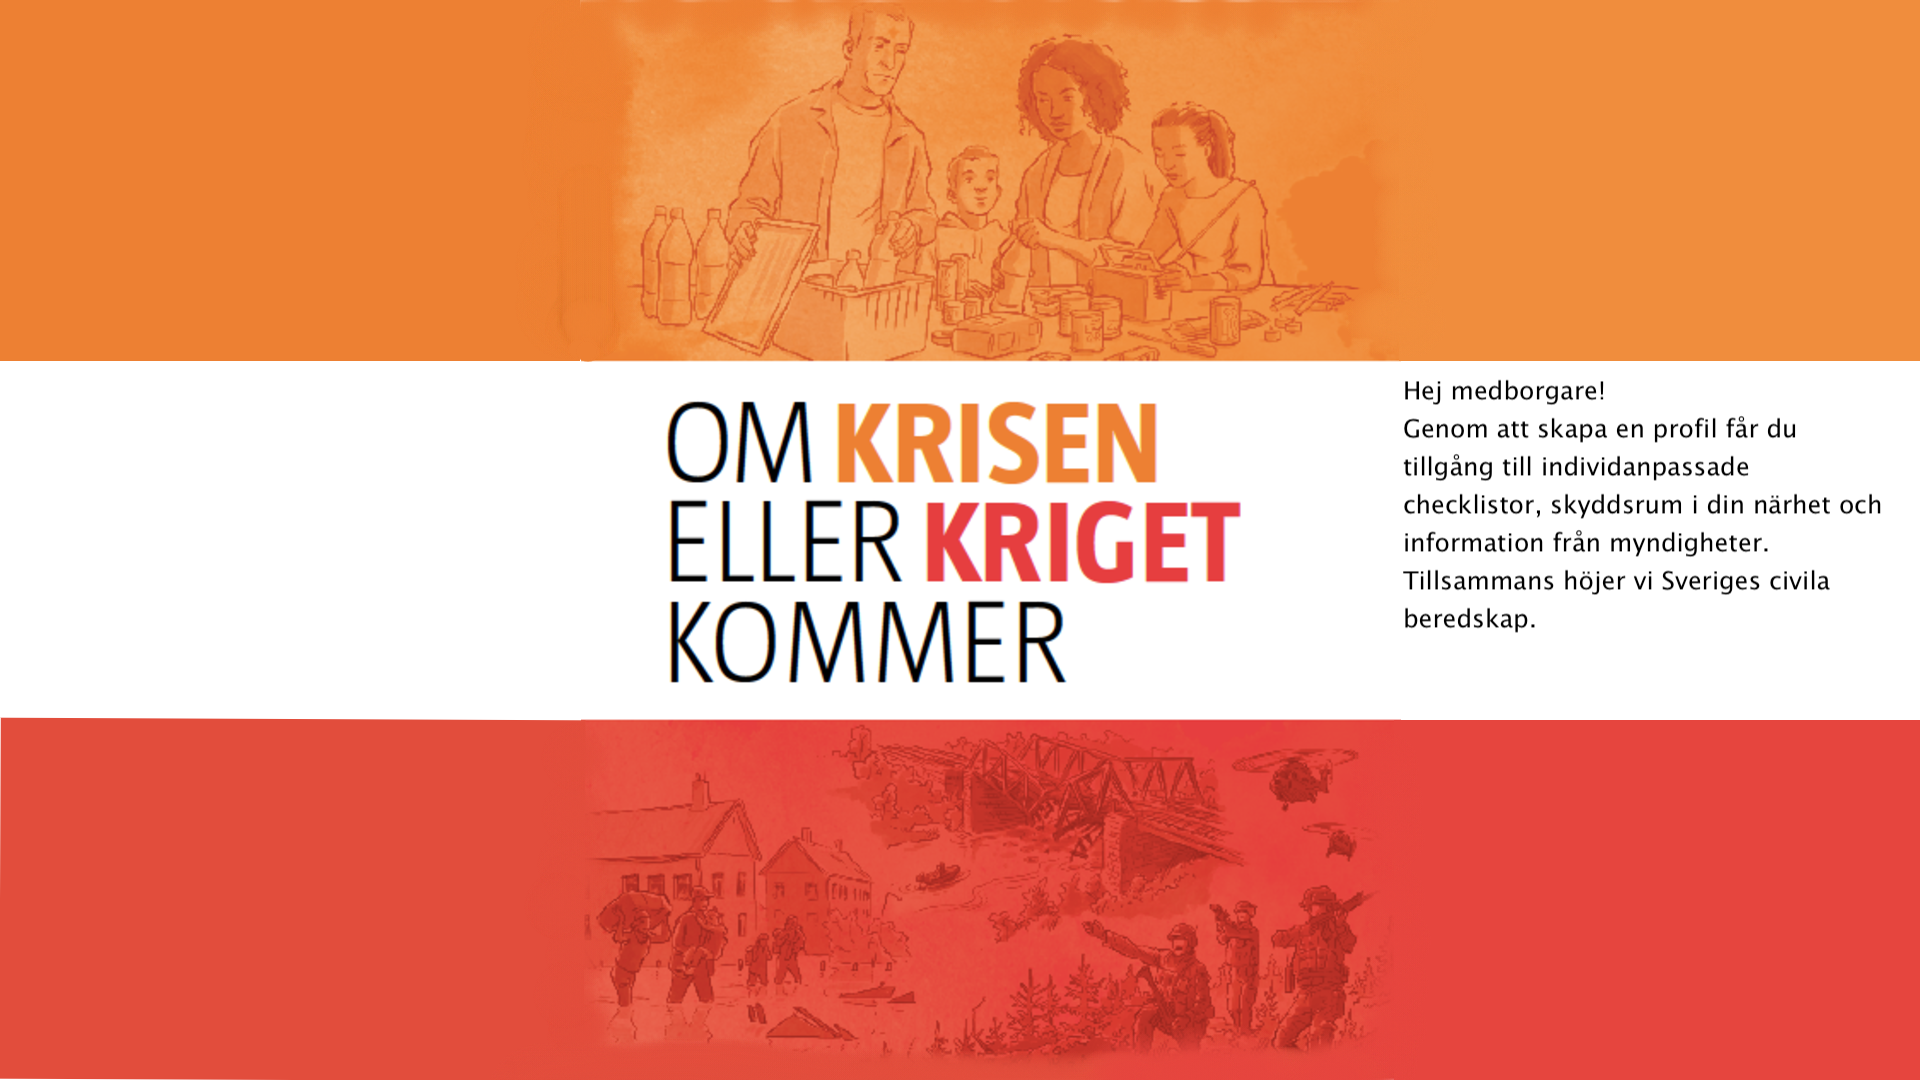 OM KRISEN
ELLER KRIGET
KOMMER
Hej medborgare!
Genom att skapa en profil får du
tillgång till individanpassade
checklistor, skyddsrum i din närhet och
information från myndigheter.
Tillsammans höjer vi Sveriges civila
beredskap.